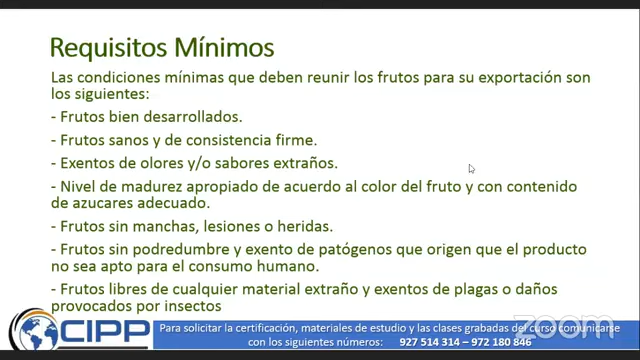 Requisitos Mínimos
Las condiciones mínimas que deben reunir los frutos para su exportación son
los siguientes:
- Frutos bien desarrollados.
- Frutos sanos y de consistencia firme.
- Exentos de olores y/o sabores extraños.
- Nivel de madurez apropiado de acuerdo al color del fruto y con contenido
de azucares adecuado.
- Frutos sin manchas, lesiones o heridas.
- Frutos sin podredumbre y exento de patógenos que origen que el producto
no sea apto para el consumo humano.
- Frutos libres de cualquier material extraño y exentos de plagas o daños
provocados por insectos
zoom
CIPP
Para solicitar la certificación, materiales de estudio y las clases grabadas del curso comunicarse
con los siguientes números: 927 514 314 – 972 180 846